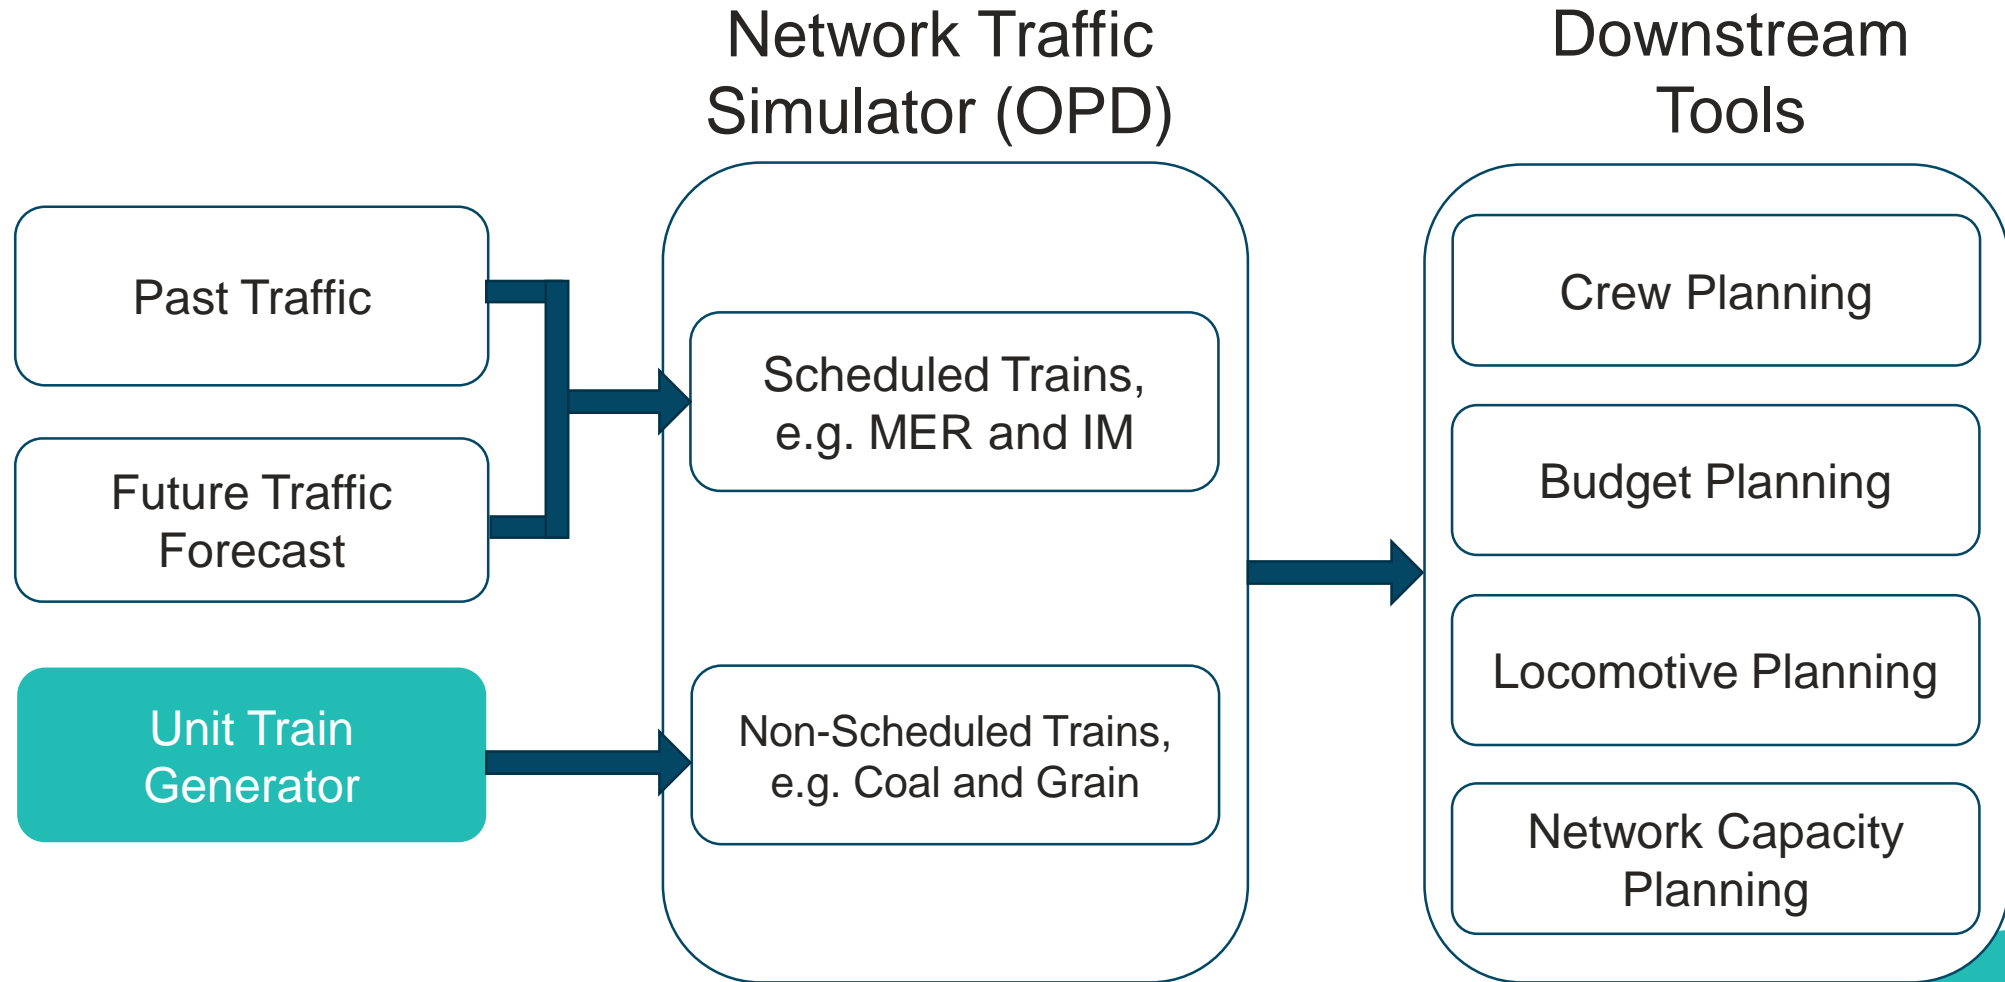 Network Traffic
Simulator (OPD)
Downstream
Tools
Past Traffic
Future Traffic
Forecast
Unit Train
Generator
Scheduled Trains,
e.g. MER and IM
Non-Scheduled Trains,
e.g. Coal and Grain
Crew Planning
Budget Planning
Locomotive Planning
Network Capacity
Planning